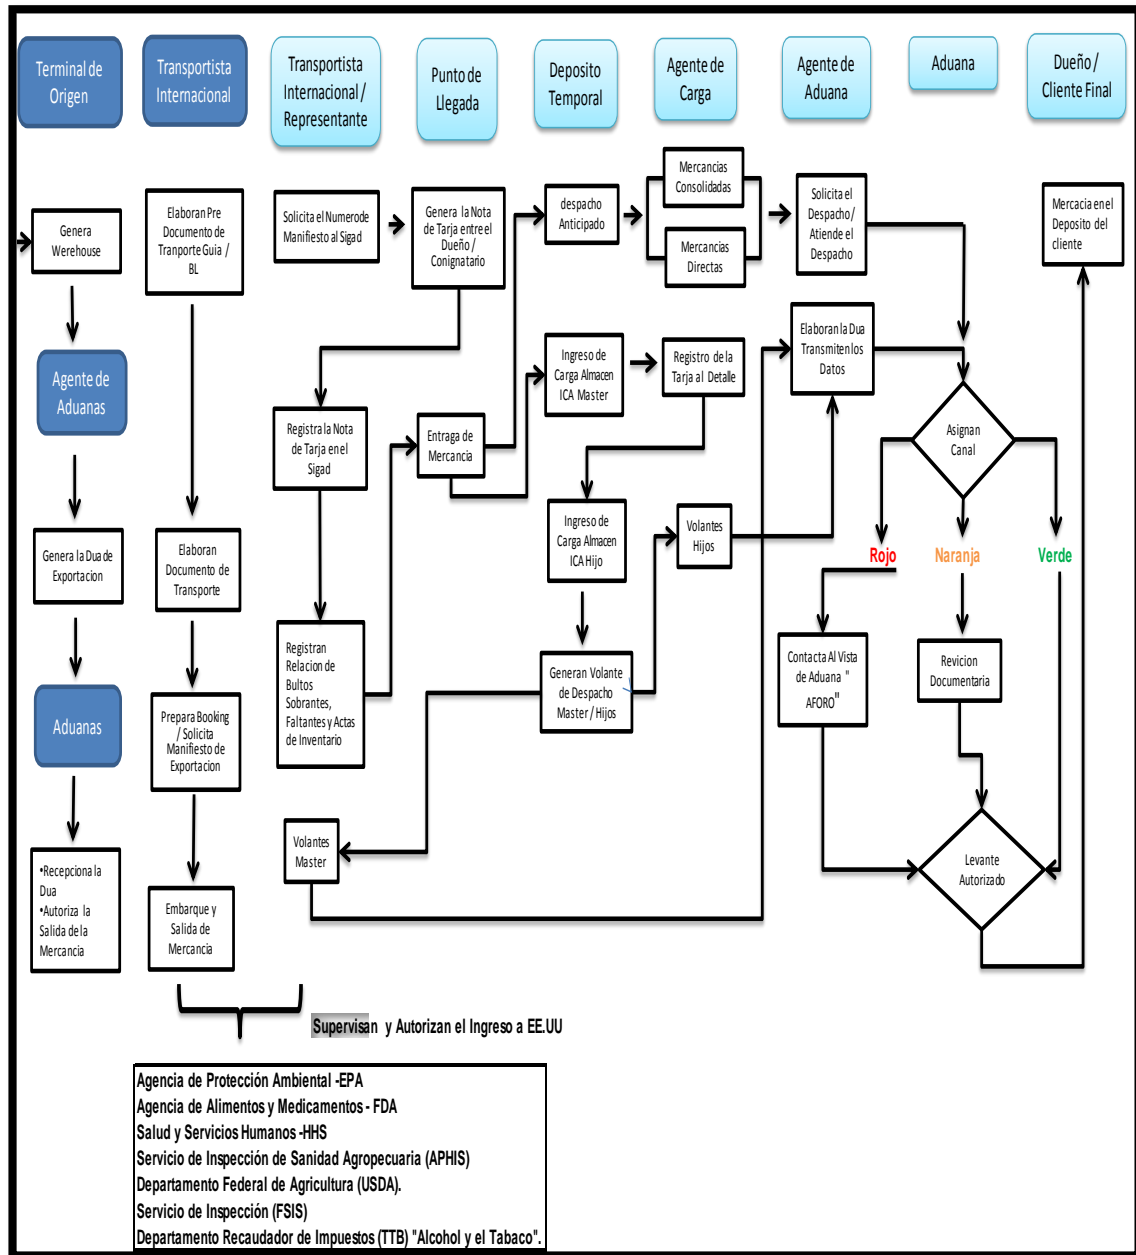 Terminal de
Origen
Transportista
Internacional
Transportista
Internacional /
Representante
Punto de
Llegada
Deposito
Temporal
Agente de
Carga
Agente de
Aduana
Aduana
Dueño /
Cliente Final
Genera
Werehouse
Elaboran Pre
Documento de
Tranporte Guia /
BL
Solicita el Numerode
Manifiesto al Sigad
Genera la Nota
de Tarja entre el
Dueño /
Conignatario
despacho
Anticipado
Mercancias
Consolidadas
Mercancias
Directas
Solicita el
Despacho/
Atiende el
Despacho
Mercacia en el
Deposito del
cliente
Agente de
Aduanas
Registra la Nota
de Tarja en el
Sigad
Entraga de
Mercancia
Ingreso de
Carga Almacen
ICA Master
Registro de la
Tarja al Detalle
Elaboran la Dua
Transmiten los
Datos
Asignan
Canal
Genera la Dua de
Exportacion
Elaboran
Documento de
Transporte
Ingreso de
Carga Almacen
ICA Hijo
Volantes
Hijos
Rojo
Naranja
Verde
Aduanas
Prepara Booking
/ Solicita
Manifiesto de
Exportacion
Registran
Relacion de
Bultos
Sobrantes,
Faltantes y Actas
de Inventario
Generan Volante
de Despacho
Master / Hijos
Contacta Al Vista
de Aduana "
AFORO"
Revicion
Documentaria
•Recepciona la
Dua
•Autoriza la
Salida de la
Mercancia
Embarque y
Salida de
Mercancia
Volantes
Master
Levante
Autorizado
Supervisan y Autorizan el Ingreso a EE.UU
Agencia de Protección Ambiental -EPA
Agencia de Alimentos y Medicamentos - FDA
Salud y Servicios Humanos -HHS
Servicio de Inspección de Sanidad Agropecuaria (APHIS)
Departamento Federal de Agricultura (USDA).
Servicio de Inspección (FSIS)
Departamento Recaudador de Impuestos (TTB) "Alcohol y el Tabaco".